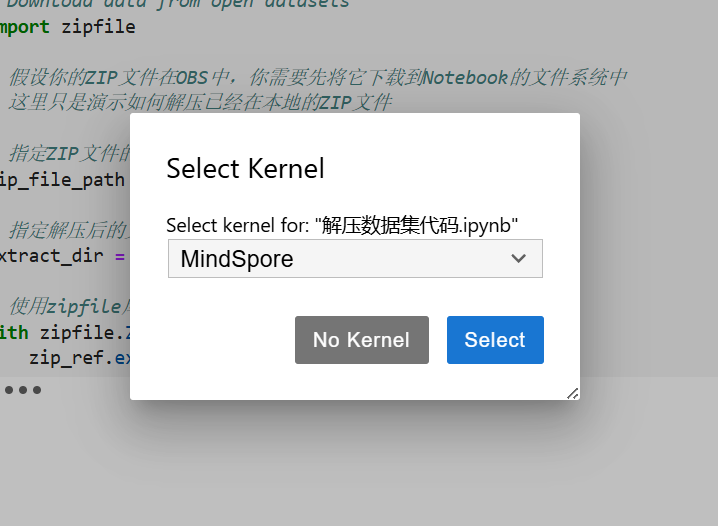 Download data from open datasets
mport zipfile
假设你的ZIP文件在OBS中，你需要先将它下载到Notebook的文件系统中
这里只是演示如何解压已经在本地的ZIP文件
指定ZIP文件的
ip_file_path
指定解压后的
xtract_dir =
使用zipfile
ith zipfile.
zip_ref.ex
Select Kernel
Select kernel for: "解压数据集代码.ipynb"
MindSpore
No Kernel
Select